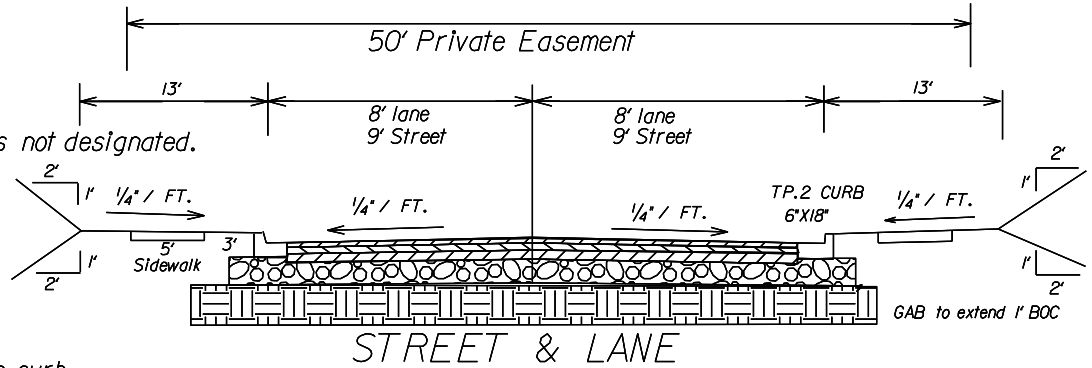 50' Private Easement
13'
8' lane
9' Street
8' lane
9' Street
13'
s not designated.
2'
1'
1/4" / FT.
1/4" / FT.
1/4" / FT.
TP.2 CURB
6"X18"
1/4" / FT.
2'
1'
5'
Sidewalk
3'
1'
2'
1'
2'
GAB to extend 1' BOC
STREET & LANE
curb